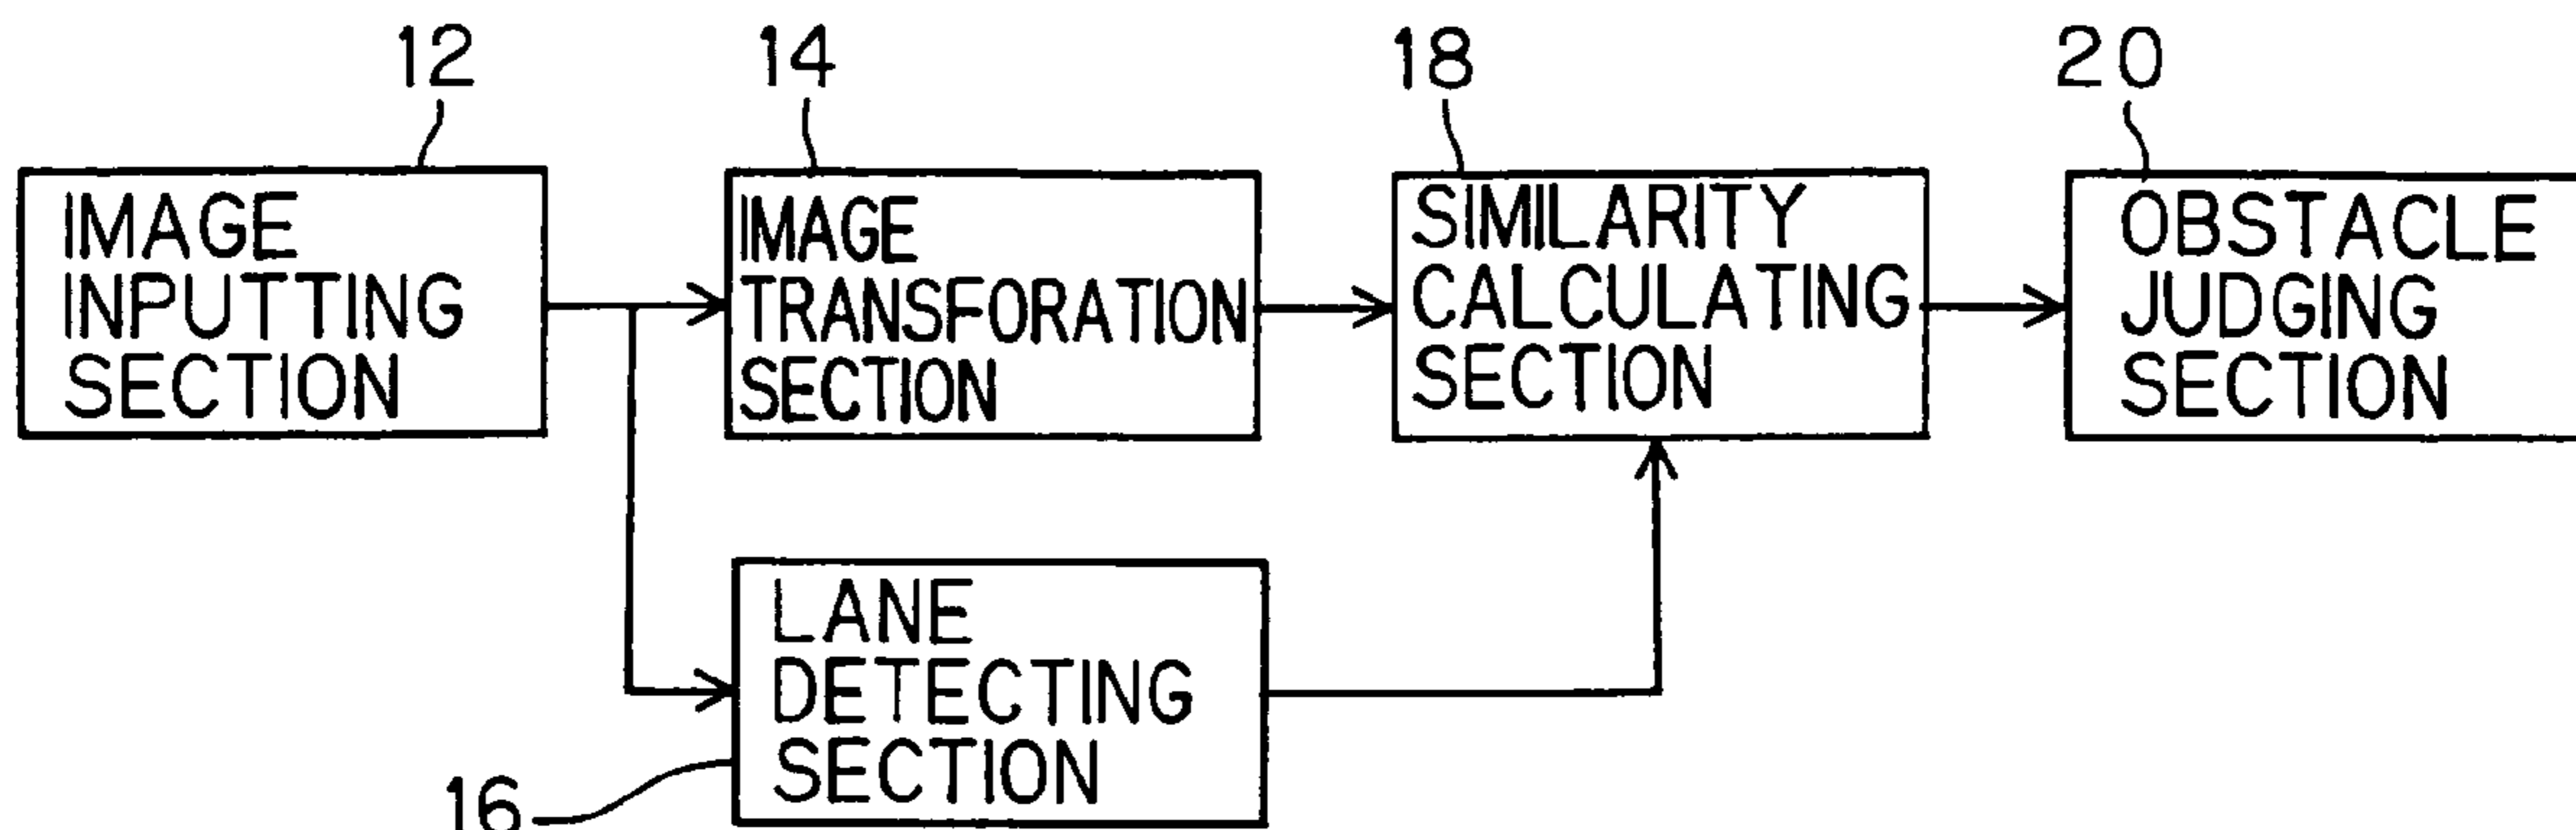 12
14
18
20
IMAGE
INPUTTING
SECTION
IMAGE
TRANSFORATION
SECTION
SIMILARITY
CALCULATING
SECTION
OBSTACLE
JUDGING
SECTION
LANE
DETECTING
SECTION
16